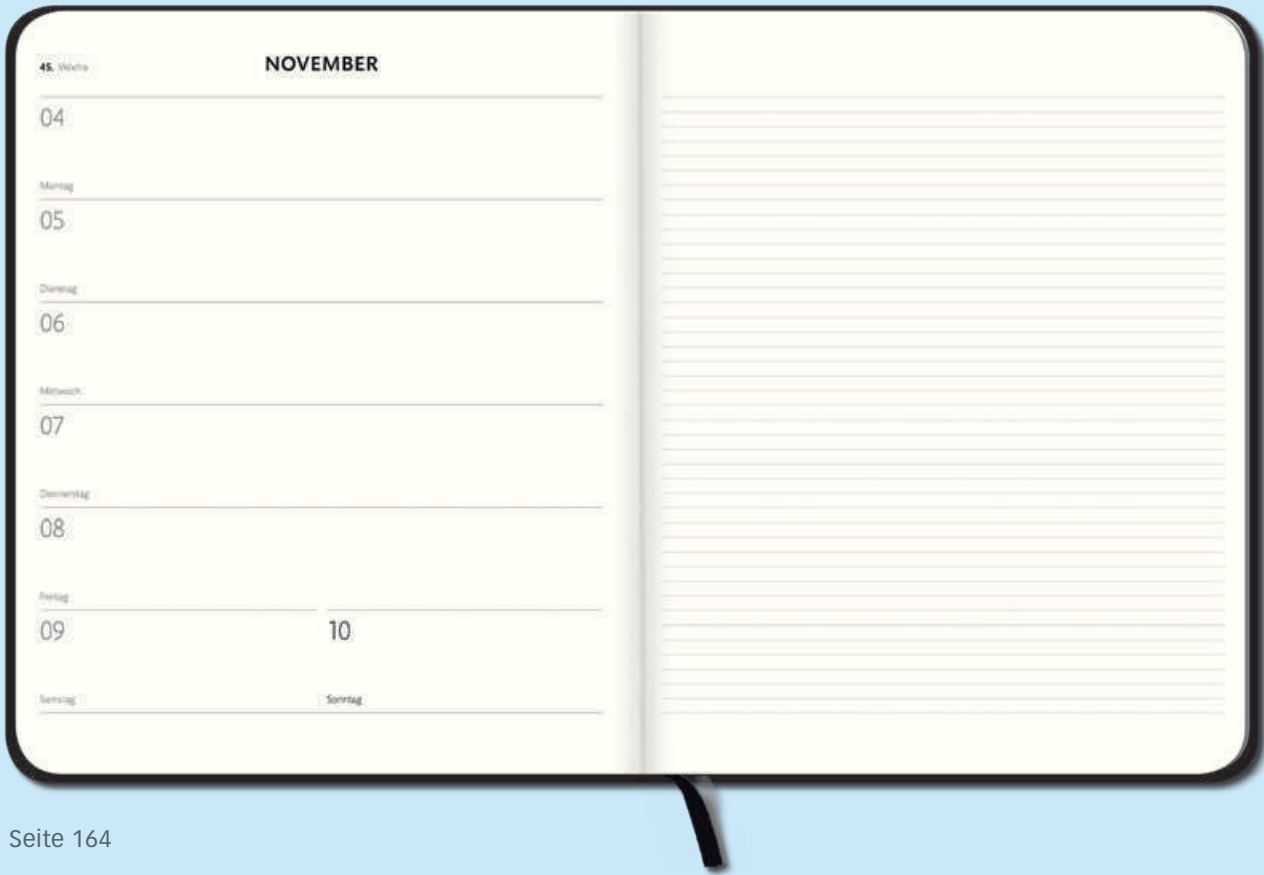 45. Woche
NOVEMBER
04
Montag
05
Dienstag
06
Mittwoch
07
Donnerstag
08
Freitag
09
10
Samstag
Sonntag
Seite 164